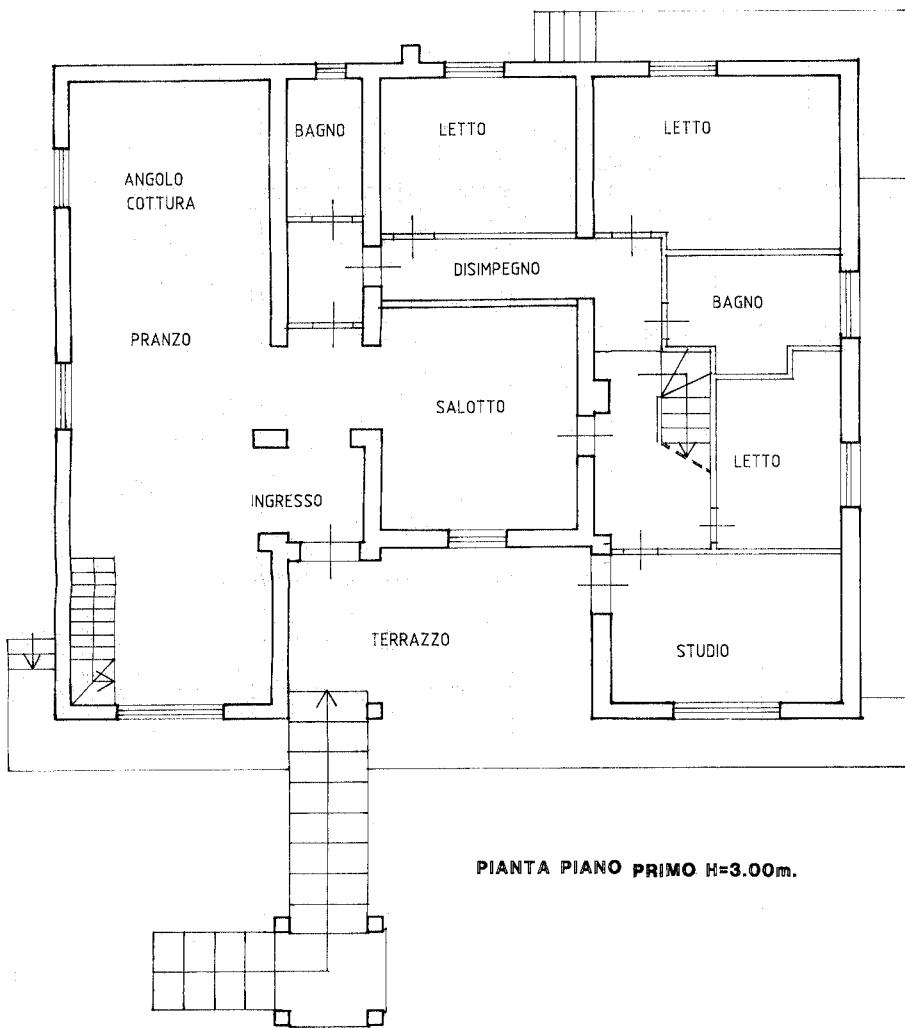 BAGNO
LETTO
LETTO
ANGOLO
COTTURA
DISIMPEGNO
BAGNO
PRANZO
SALOTTO
LETTO
INGRESSO
TERRAZZO
STUDIO
PIANTA PIANO PRIMO H=3.00m.